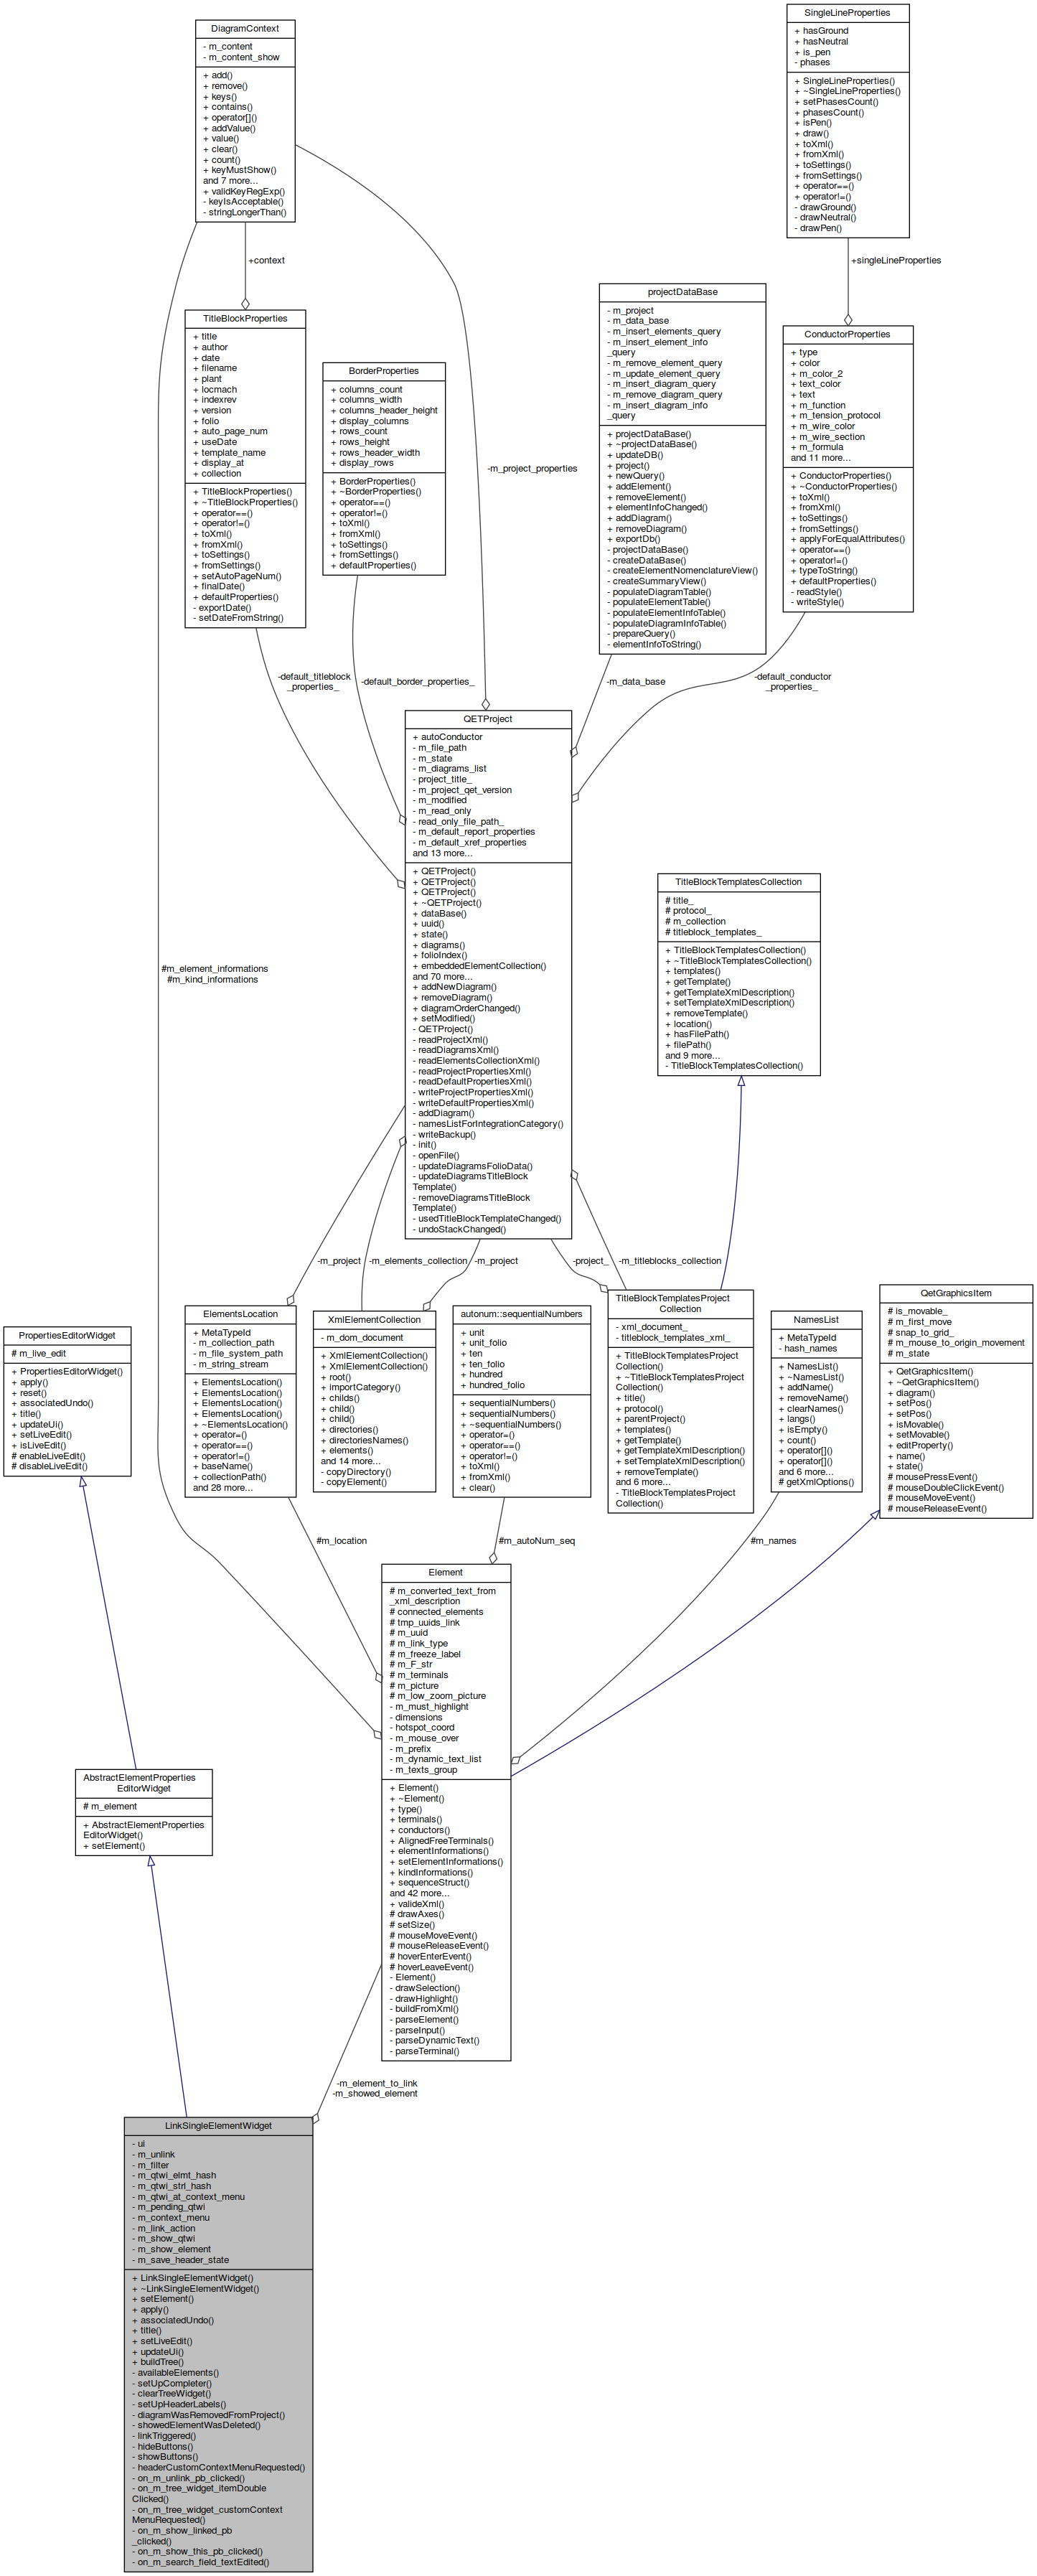 DiagramContext
- m_content
- m_content_show
+ add()
+ remove()
+ keys()
+ contains()
+ operator[]()
+ addValue()
+ value()
+ clear()
+ count()
+ keyMustShow()
and 7 more...
+ validKeyRegExp()
- keyIsAcceptable()
- stringLongerThan()
SingleLineProperties
+ hasGround
+ hasNeutral
+ is_pen
- phases
+ SingleLineProperties()
+ ~SingleLineProperties()
+ setPhasesCount()
+ phasesCount()
+ isPen()
+ draw()
+ toXml()
+ fromXml()
+ toSettings()
+ fromSettings()
+ operator==()
+ operator!=()
- drawGround()
- drawNeutral()
- drawPen()
+context
+singleLineProperties
TitleBlockProperties
+ title
+ author
+ date
+ filename
+ plant
+ locmach
+ indexrev
+ version
+ folio
+ auto_page_num
+ useDate
+ template_name
+ display_at
+ collection
+ TitleBlockProperties()
+ ~TitleBlockProperties()
+ operator==()
+ operator!=()
+ toXml()
+ fromXml()
+ toSettings()
+ fromSettings()
+ setAutoPageNum()
+ finalDate()
+ defaultProperties()
- exportDate()
- setDateFromString()
BorderProperties
+ columns_count
+ columns_width
+ columns_header_height
+ display_columns
+ rows_count
+ rows_height
+ rows_header_width
+ display_rows
+ BorderProperties()
+ ~BorderProperties()
+ operator==()
+ operator!=()
+ toXml()
+ fromXml()
+ toSettings()
+ fromSettings()
+ defaultProperties()
-m_project_properties
projectDataBase
- m_project
- m_data_base
- m_insert_elements_query
- m_insert_element_info
_query
- m_remove_element_query
- m_update_element_query
- m_insert_diagram_query
- m_remove_diagram_query
- m_insert_diagram_info
_query
+ projectDataBase()
+ ~projectDataBase()
+ updateDB()
+ project()
+ newQuery()
+ addElement()
+ removeElement()
+ elementInfoChanged()
+ addDiagram()
+ removeDiagram()
+ exportDb()
- projectDataBase()
- createDataBase()
- createElementNomenclatureView()
- createSummaryView()
- populateDiagramTable()
- populateElementTable()
- populateElementInfoTable()
- populateDiagramInfoTable()
- prepareQuery()
- elementInfoToString()
ConductorProperties
+ type
+ color
+ m_color_2
+ text_color
+ text
+ m_function
+ m_tension_protocol
+ m_wire_color
+ m_wire_section
+ m_formula
and 11 more...
+ ConductorProperties()
+ ~ConductorProperties()
+ toXml()
+ fromXml()
+ toSettings()
+ fromSettings()
+ applyForEqualAttributes()
+ operator==()
+ operator!=()
+ typeToString()
+ defaultProperties()
- readStyle()
- writeStyle()
-default_titleblock
_properties_
-default_border_properties_
-m_data_base
-default_conductor
_properties_
QETProject
+ autoConductor
- m_file_path
- m_state
- m_diagrams_list
- project_title_
- m_project_qet_version
- m_modified
- m_read_only
- read_only_file_path_
- m_default_report_properties
- m_default_xref_properties
and 13 more...
+ QETProject()
+ QETProject()
+ QETProject()
+ ~QETProject()
+ dataBase()
+ uuid()
+ state()
+ diagrams()
+ folioIndex()
+ embeddedElementCollection()
and 70 more...
+ addNewDiagram()
+ removeDiagram()
+ diagramOrderChanged()
+ setModified()
- QETProject()
- readProjectXml()
- readDiagramsXml()
- readElementsCollectionXml()
- readProjectPropertiesXml()
- readDefaultPropertiesXml()
- writeProjectPropertiesXml()
- writeDefaultPropertiesXml()
- addDiagram()
- namesListForIntegrationCategory()
- writeBackup()
- init()
- openFile()
- updateDiagramsFolioData()
- updateDiagramsTitleBlock
Template()
- removeDiagramsTitleBlock
Template()
- usedTitleBlockTemplateChanged()
- undoStackChanged()
#m_element_informations
#m_kind_informations
TitleBlockTemplatesCollection
# title_
# protocol_
# m_collection
# titleblock_templates_
+ TitleBlockTemplatesCollection()
+ ~TitleBlockTemplatesCollection()
+ templates()
+ getTemplate()
+ getTemplateXmlDescription()
+ setTemplateXmlDescription()
+ removeTemplate()
+ location()
+ hasFilePath()
+ filePath()
and 9 more...
- TitleBlockTemplatesCollection()
-m_project
-m_elements_collection
-m_project
-project_
-m_titleblocks_collection
PropertiesEditorWidget
# m_live_edit
+ PropertiesEditorWidget()
+ apply()
+ reset()
+ associatedUndo()
+ title()
+ updateUi()
+ setLiveEdit()
+ isLiveEdit()
# enableLiveEdit()
# disableLiveEdit()
ElementsLocation
+ MetaTypeId
- m_collection_path
- m_file_system_path
- m_string_stream
+ ElementsLocation()
+ ElementsLocation()
+ ElementsLocation()
+ ElementsLocation()
+ ~ElementsLocation()
+ operator=()
+ operator==()
+ operator!=()
+ baseName()
+ collectionPath()
and 28 more...
XmlElementCollection
- m_dom_document
+ XmlElementCollection()
+ XmlElementCollection()
+ root()
+ importCategory()
+ childs()
+ child()
+ child()
+ directories()
+ directoriesNames()
+ elements()
and 14 more...
- copyDirectory()
- copyElement()
autonum::sequentialNumbers
+ unit
+ unit_folio
+ ten
+ ten_folio
+ hundred
+ hundred_folio
+ sequentialNumbers()
+ sequentialNumbers()
+ ~sequentialNumbers()
+ operator=()
+ operator==()
+ operator!=()
+ toXml()
+ fromXml()
+ clear()
TitleBlockTemplatesProject
Collection
- xml_document_
- titleblock_templates_xml_
+ TitleBlockTemplatesProject
Collection()
+ ~TitleBlockTemplatesProject
Collection()
+ title()
+ protocol()
+ parentProject()
+ templates()
+ getTemplate()
+ getTemplateXmlDescription()
+ setTemplateXmlDescription()
+ removeTemplate()
and 6 more...
- TitleBlockTemplatesProject
Collection()
NamesList
+ MetaTypeId
- hash_names
+ NamesList()
+ ~NamesList()
+ addName()
+ removeName()
+ clearNames()
+ langs()
+ isEmpty()
+ count()
+ operator[]()
+ operator[]()
and 6 more...
# getXmlOptions()
QetGraphicsItem
# is_movable_
# m_first_move
# snap_to_grid_
# m_mouse_to_origin_movement
# m_state
+ QetGraphicsItem()
+ ~QetGraphicsItem()
+ diagram()
+ setPos()
+ setPos()
+ isMovable()
+ setMovable()
+ editProperty()
+ name()
+ state()
# mousePressEvent()
# mouseDoubleClickEvent()
# mouseMoveEvent()
# mouseReleaseEvent()
#m_location
#m_autoNum_seq
#m_names
Element
# m_converted_text_from
_xml_description
# connected_elements
# tmp_uuids_link
# m_uuid
# m_link_type
# m_freeze_label
# m_F_str
# m_terminals
# m_picture
# m_low_zoom_picture
- m_must_highlight
- dimensions
- hotspot_coord
- m_mouse_over
- m_prefix
- m_dynamic_text_list
- m_texts_group
+ Element()
+ ~Element()
+ type()
+ terminals()
+ conductors()
+ AlignedFreeTerminals()
+ elementInformations()
+ setElementInformations()
+ kindInformations()
+ sequenceStruct()
and 42 more...
+ valideXml()
# drawAxes()
# setSize()
# mouseMoveEvent()
# mouseReleaseEvent()
# hoverEnterEvent()
# hoverLeaveEvent()
- Element()
- drawSelection()
- drawHighlight()
- buildFromXml()
- parseElement()
- parseInput()
- parseDynamicText()
- parseTerminal()
AbstractElementProperties
EditorWidget
# m_element
+ AbstractElementProperties
EditorWidget()
+ setElement()
-m_element_to_link
-m_showed_element
LinkSingleElementWidget
- ui
- m_unlink
- m_filter
- m_qtwi_elmt_hash
- m_qtwi_strl_hash
- m_qtwi_at_context_menu
- m_pending_qtwi
- m_context_menu
- m_link_action
- m_show_qtwi
- m_show_element
- m_save_header_state
+ LinkSingleElementWidget()
+ ~LinkSingleElementWidget()
+ setElement()
+ apply()
+ associatedUndo()
+ title()
+ setLiveEdit()
+ updateUi()
+ buildTree()
- availableElements()
- setUpCompleter()
- clearTreeWidget()
- setUpHeaderLabels()
- diagramWasRemovedFromProject()
- showedElementWasDeleted()
- linkTriggered()
- hideButtons()
- showButtons()
- headerCustomContextMenuRequested()
- on_m_unlink_pb_clicked()
- on_m_tree_widget_itemDouble
Clicked()
- on_m_tree_widget_customContext
MenuRequested()
- on_m_show_linked_pb
_clicked()
- on_m_show_this_pb_clicked()
- on_m_search_field_textEdited()